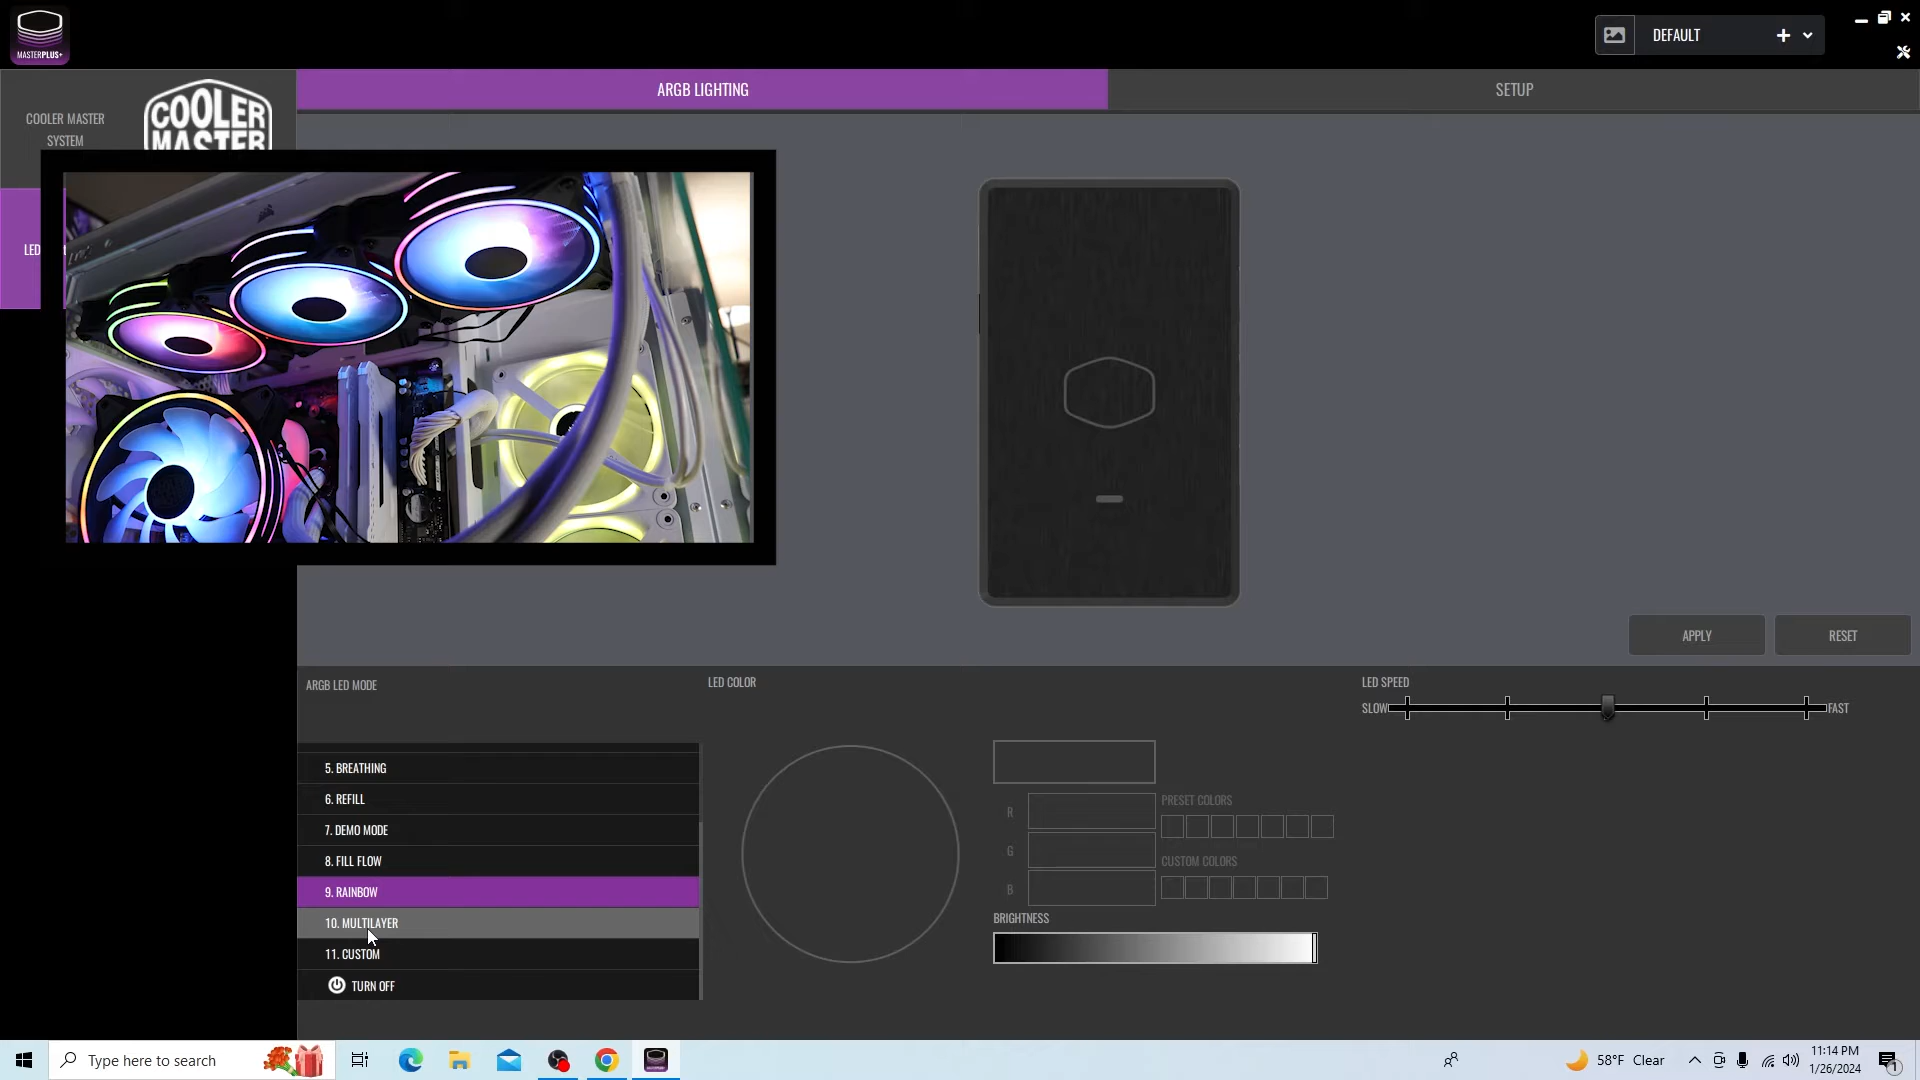 MASTERPLUS+
DEFAULT
COOLER MASTER
SYSTEM
COOLER
MASTER
ARGB LIGHTING
SETUP
LED
APPLY
RESET
ARGB LED MODE
LED COLOR
LED SPEED
SLOW
FAST
5. BREATHING
6. REFILL
7. DEMO MODE
8. FILL FLOW
9. RAINBOW
10. MULTILAYER
11. CUSTOM
TURN OFF
R
G
B
PRESET COLORS
CUSTOM COLORS
BRIGHTNESS
Type here to search
58°F Clear
11:14 PM
1/26/2024
1